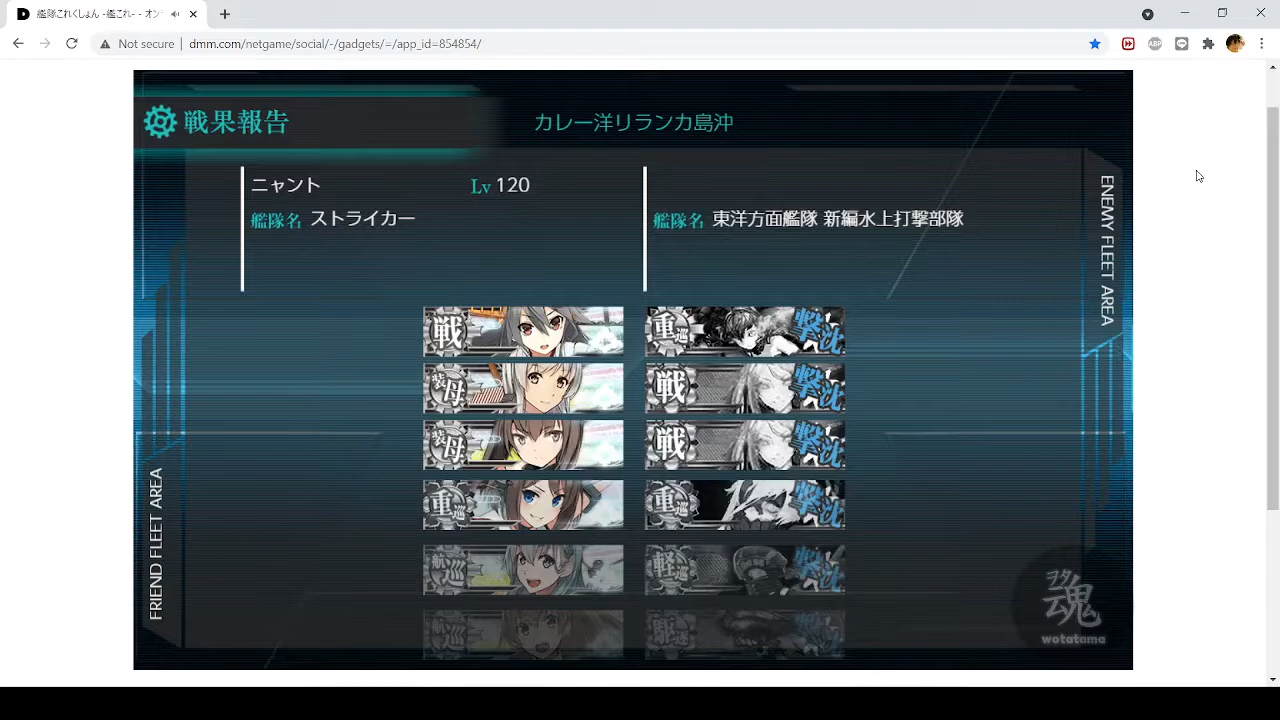 艦隊これくしょん -艦これ- - オン
Not secure
dmm.com/netgame/social/-/gadgets/=/app_id=854854/
ABP
戦果報告
カレー洋リランカ島沖
ニャント Lv 120
艦隊名 ストライカー
艦隊名 東洋方面艦隊 新編水上打撃部隊
FRIEND FLEET AREA
ENEMY FLEET AREA
戦
重巡 撃沈
装母
戦 撃沈
装母
戦 撃沈
重巡
重巡 撃沈
航巡
軽巡 撃沈
航巡
駆逐
ヲタ
魂
wotatama